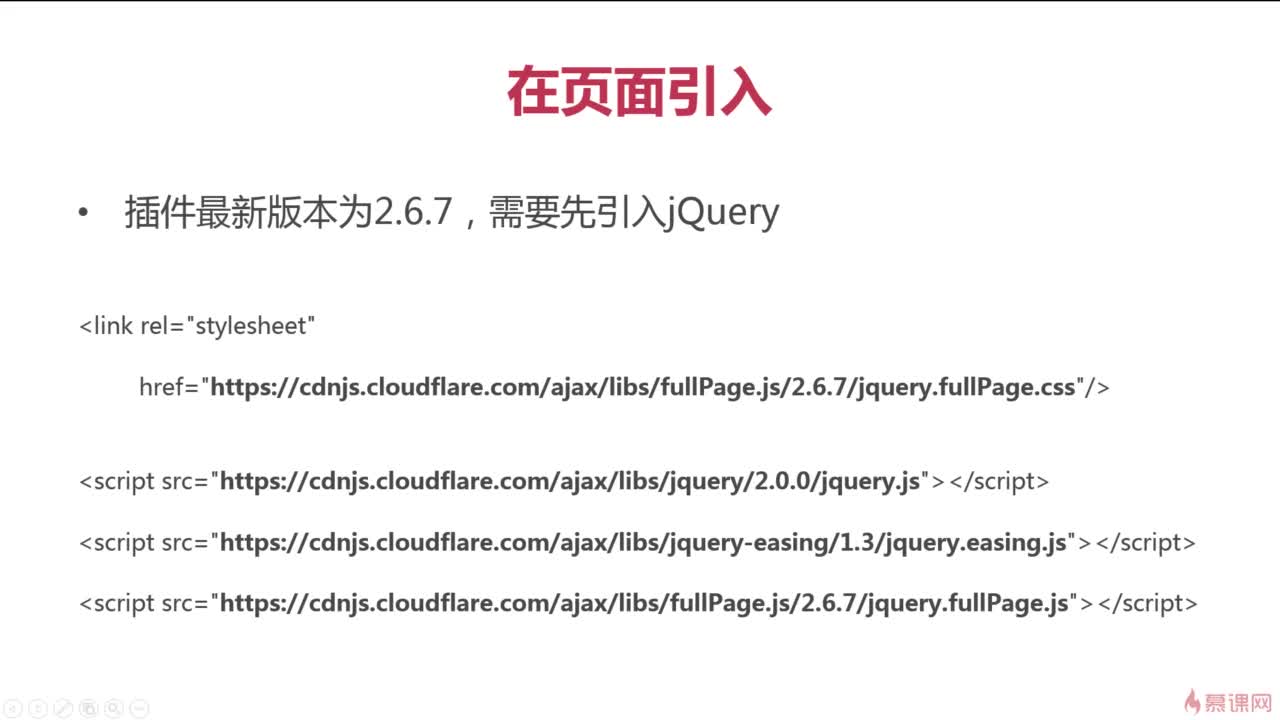 在页面引入
• 插件最新版本为2.6.7，需要先引入jQuery
<link rel="stylesheet"
href="https://cdnjs.cloudflare.com/ajax/libs/fullPage.js/2.6.7/jquery.fullPage.css"/>
<script src="https://cdnjs.cloudflare.com/ajax/libs/jquery/2.0.0/jquery.js"></script>
<script src="https://cdnjs.cloudflare.com/ajax/libs/jquery-easing/1.3/jquery.easing.js"></script>
<script src="https://cdnjs.cloudflare.com/ajax/libs/fullPage.js/2.6.7/jquery.fullPage.js"></script>
慕课网